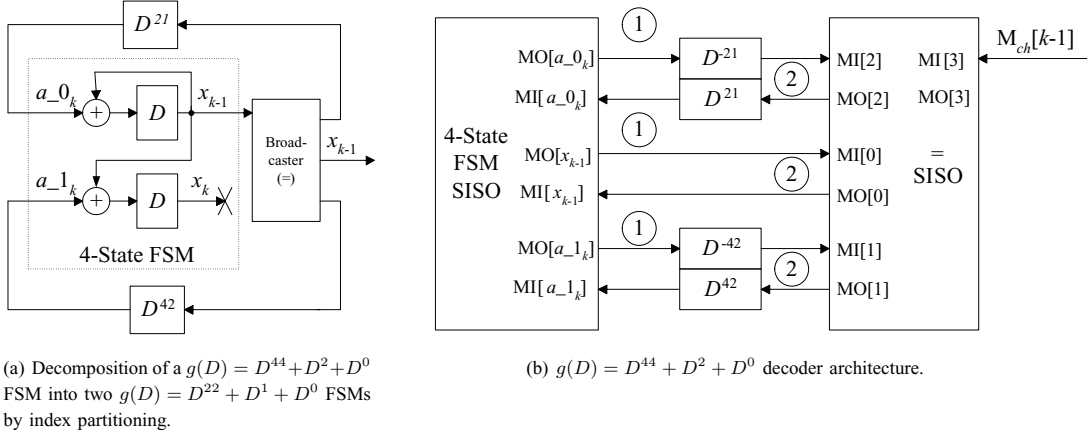 D^21
a_0_k
+
D
x_{k-1}
Broad-
caster
(=)
x_{k-1}
a_1_k
+
D
x_k
4-State FSM
D^42
(a) Decomposition of a g(D) = D^44+D^2+D^0
FSM into two g(D) = D^22 + D^1 + D^0 FSMs
by index partitioning.
4-State
FSM
SISO
MO[a_0_k]
MI[a_0_k]
MO[x_{k-1}]
MI[x_{k-1}]
MO[a_1_k]
MI[a_1_k]
1
D^-21
D^21
2
1
2
1
D^-42
D^42
2
MI[2]
MO[2]
MI[0]
MO[0]
MI[1]
MO[1]
MI[3]
MO[3]
=
SISO
M_ch[k-1]
(b) g(D) = D^44 + D^2 + D^0 decoder architecture.